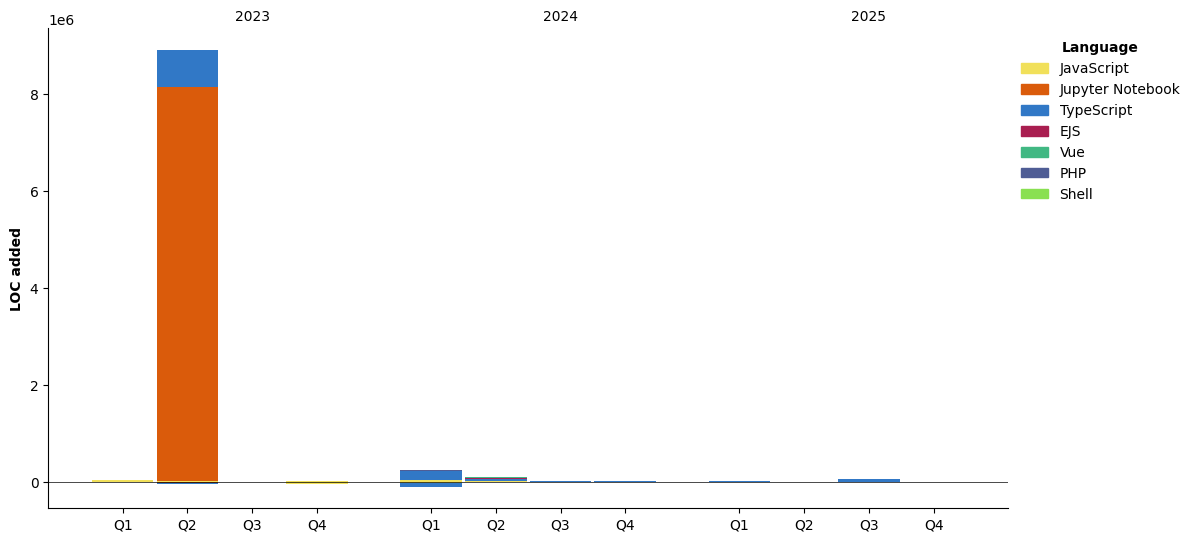 2023 2024 2025
1e6
Language
JavaScript
Jupyter Notebook
TypeScript
EJS
Vue
PHP
Shell
8
6
4
2
0
LOC added
Q1 Q2 Q3 Q4 Q1 Q2 Q3 Q4 Q1 Q2 Q3 Q4